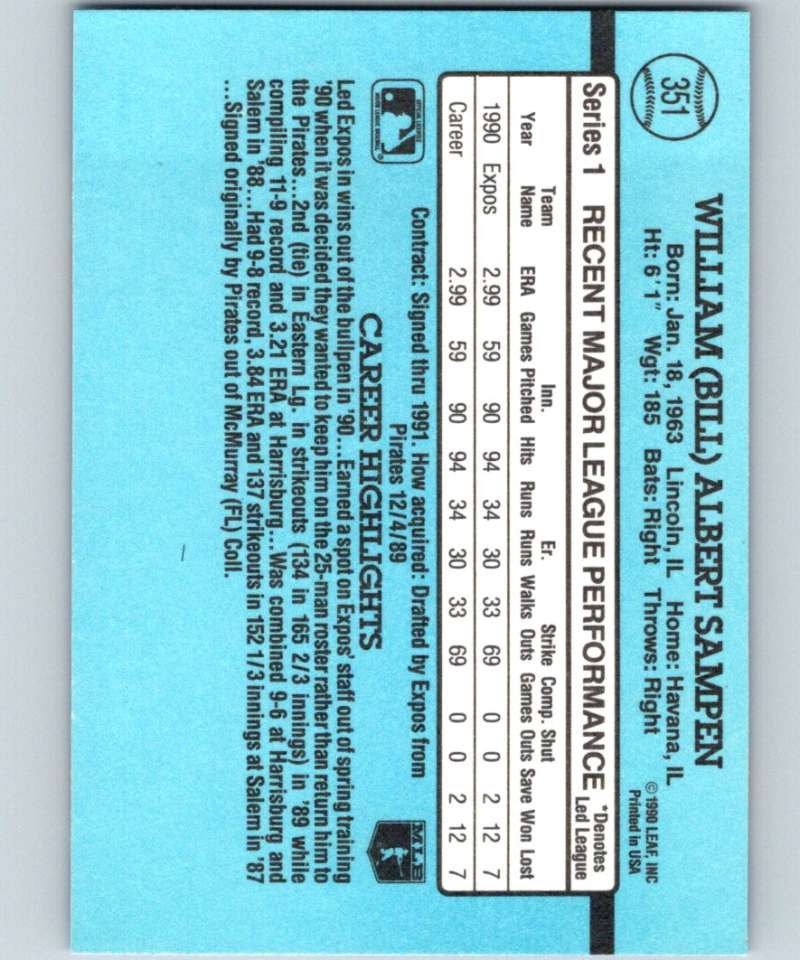 351
WILLIAM (BILL) ALBERT SAMPEN
Born: Jan. 18, 1963 Lincoln, IL Home: Havana, IL
Ht: 6'1" Wgt: 185 Bats: Right Throws: Right
© 1990 LEAF, INC
Printed in USA
Series 1 RECENT MAJOR LEAGUE PERFORMANCE *Denotes Led League
Team Inn. Er. Strike Comp. Shut
Year Name ERA Games Pitched Hits Runs Runs Walks Outs Games Outs Save Won Lost
1990 Expos 2.99 59 90 94 34 30 33 69 0 0 2 12 7
Career 2.99 59 90 94 34 30 33 69 0 0 2 12 7
Contract: Signed thru 1991. How acquired: Drafted by Expos from
Pirates 12/4/89
MLB
CAREER HIGHLIGHTS
Led Expos in wins out of the bullpen in '90...Earned a spot on Expos' staff out of spring training
'90 when it was decided they wanted to keep him on the 25-man roster rather than return him to
the Pirates...2nd (tie) in Eastern Lg. in strikeouts (134 in 165 2/3 innings) in '89 while
compiling 11-9 record and 3.21 ERA at Harrisburg...Was combined 9-6 at Harrisburg and
Salem in '88...Had 9-8 record, 3.84 ERA and 137 strikeouts in 152 1/3 innings at Salem in '87
...Signed originally by Pirates out of McMurray (FL) Coll.